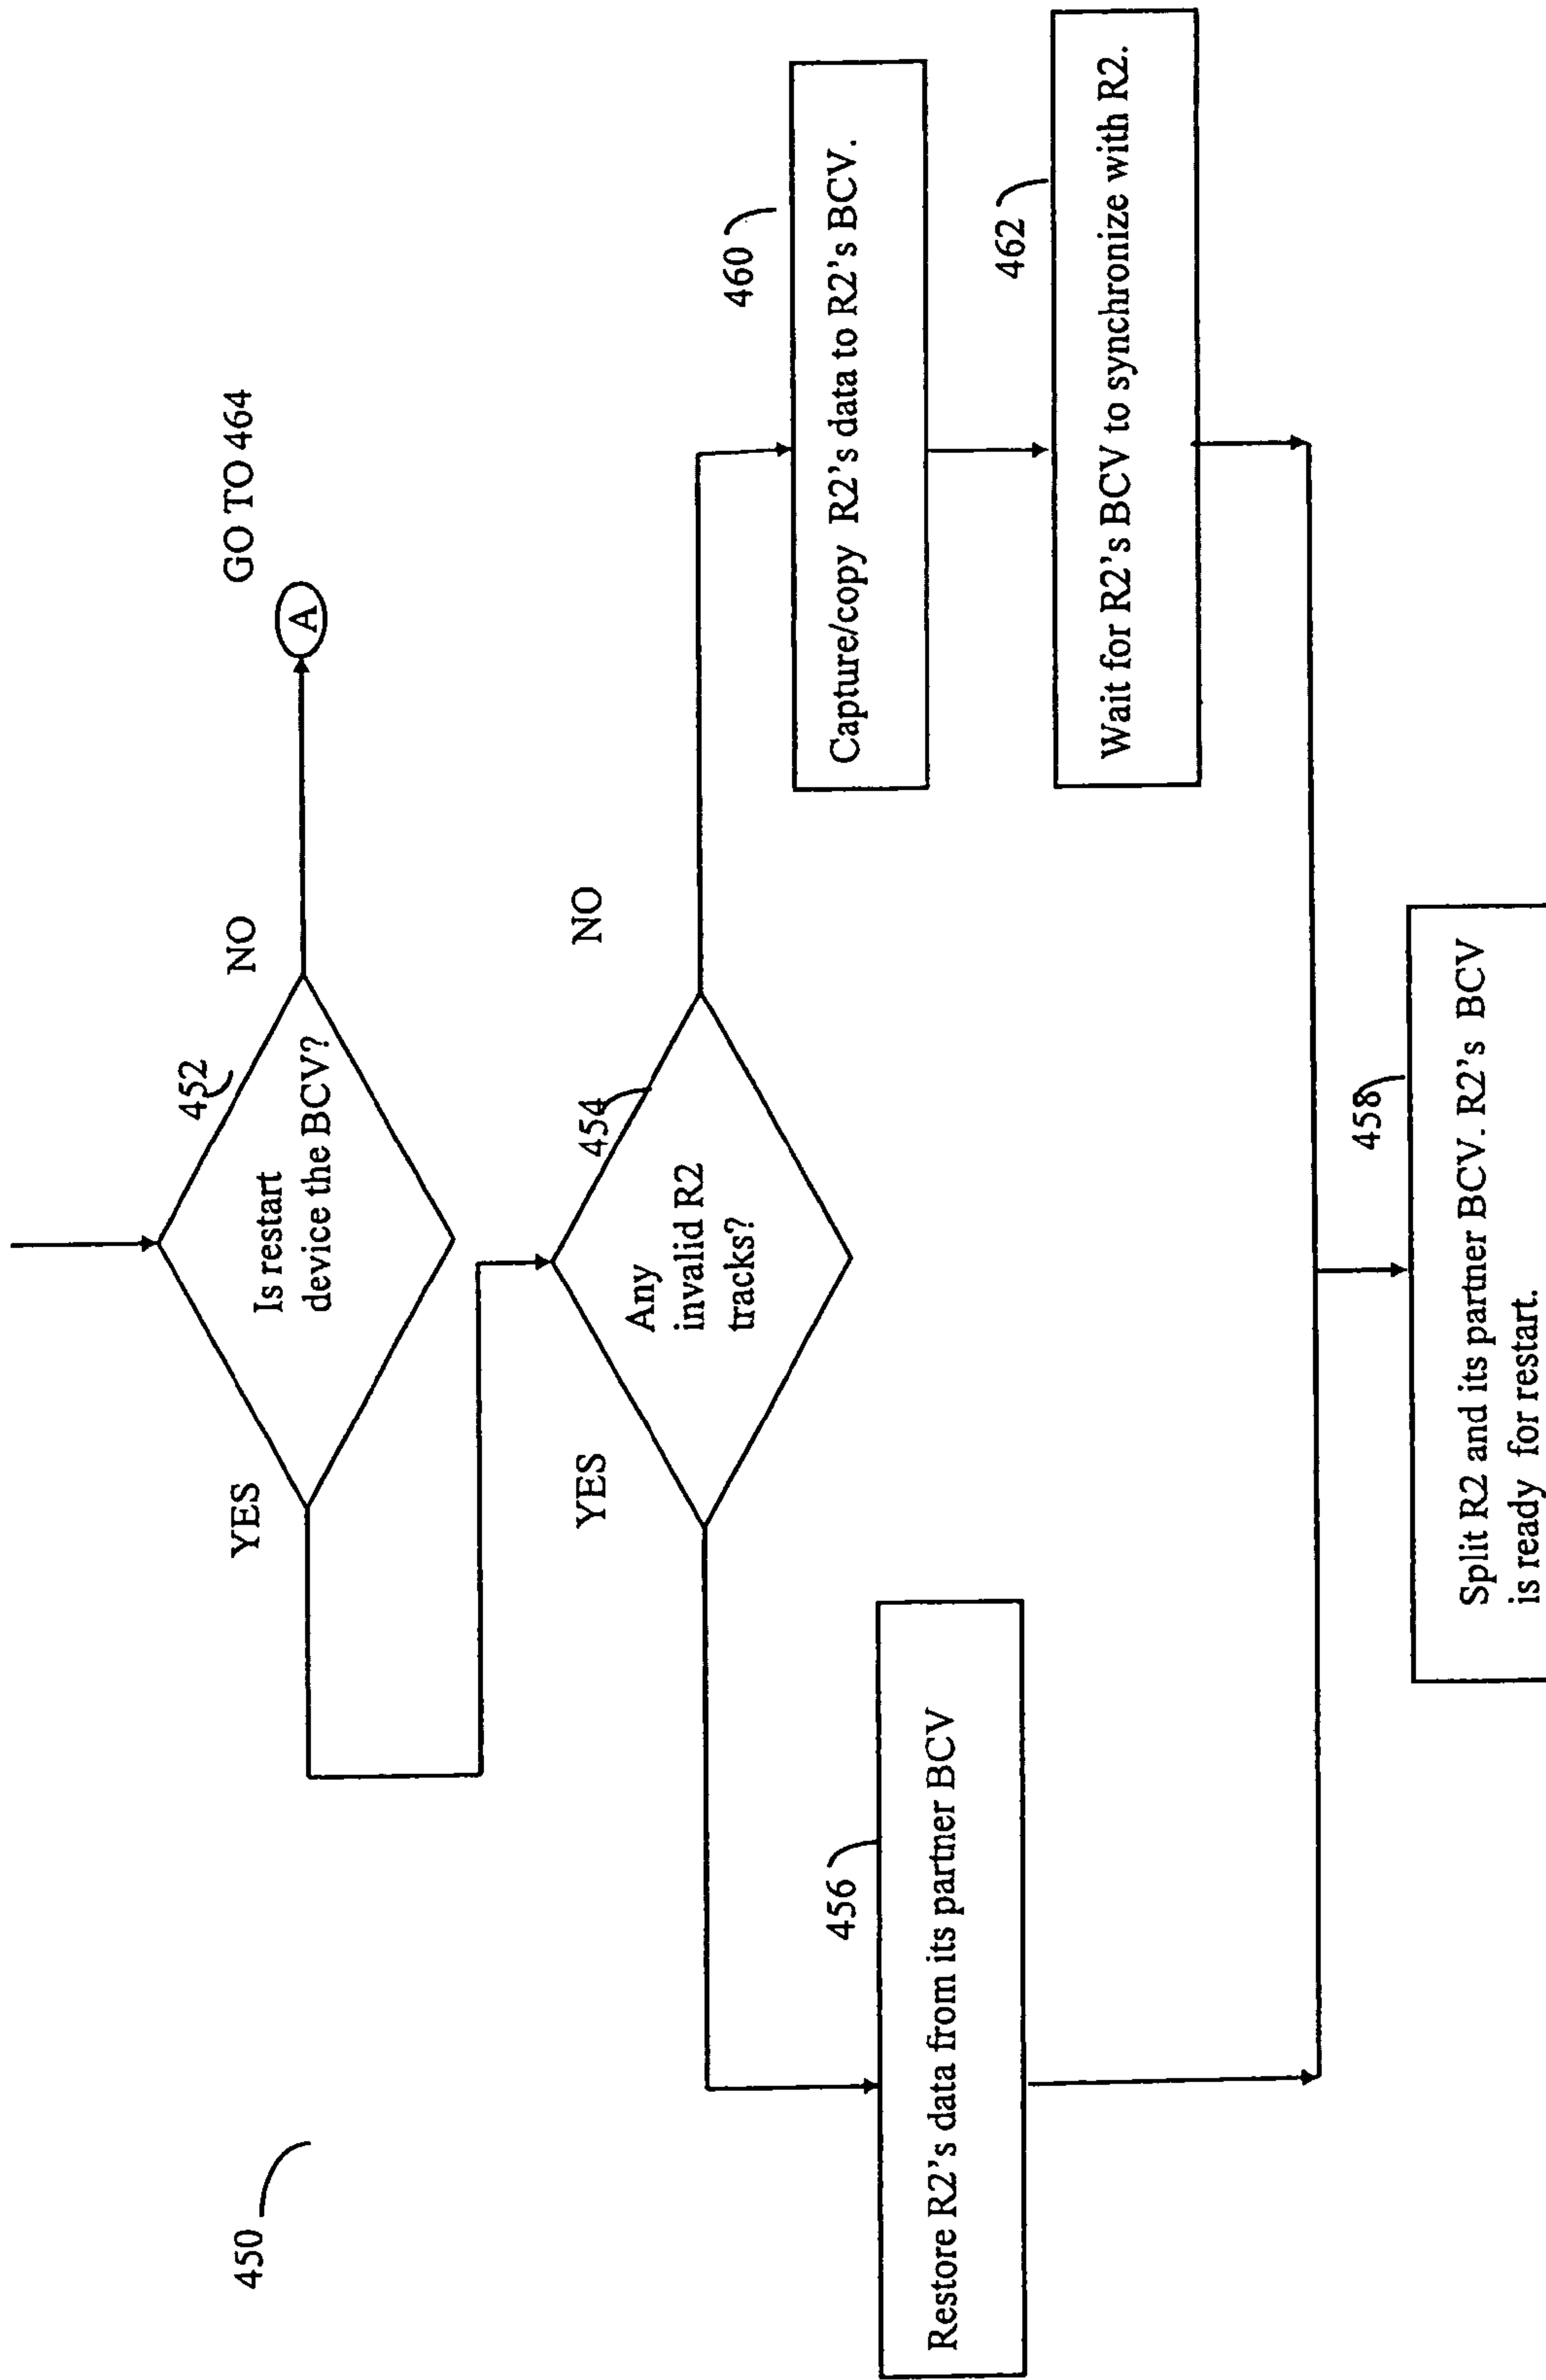 450
452
Is restart
device the BCV?
YES
NO
GO TO 464
A
454
Any
invalid R2
tracks?
YES
NO
456
Restore R2's data from its partner BCV
460
Capture/copy R2's data to R2's BCV.
462
Wait for R2's BCV to synchronize with R2.
458
Split R2 and its partner BCV. R2's BCV
is ready for restart.